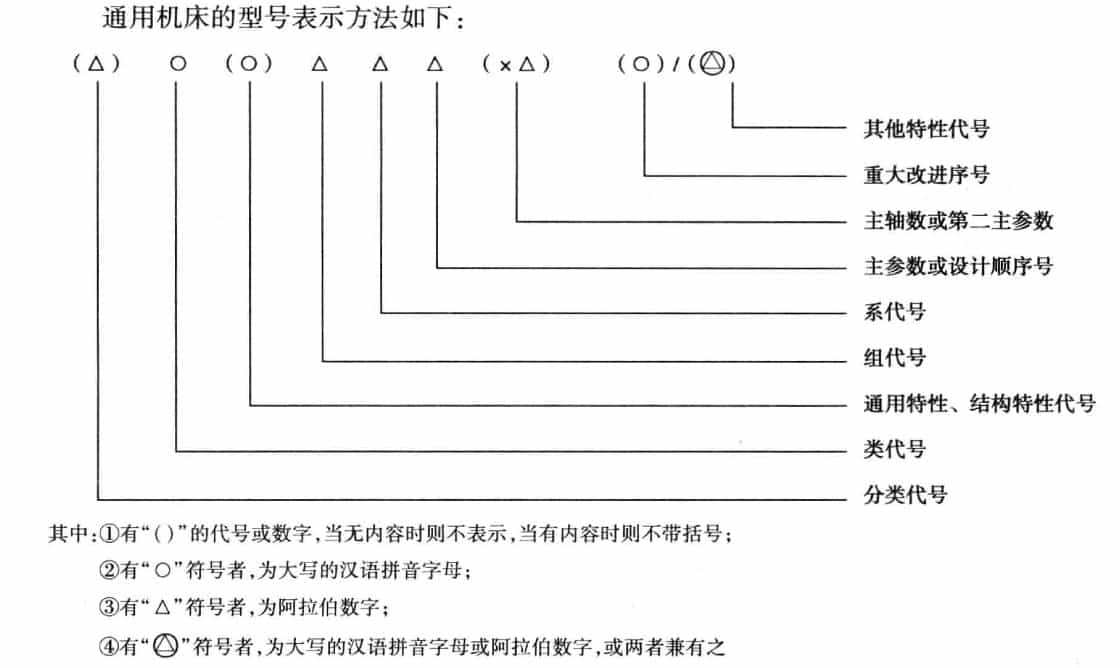 通用机床的型号表示方法如下：
(△) ○ (○) △ △ △ (×△) (○)/(◬)
其他特性代号
重大改进序号
主轴数或第二主参数
主参数或设计顺序号
系代号
组代号
通用特性、结构特性代号
类代号
分类代号
其中:①有“()”的代号或数字,当无内容时则不表示,当有内容时则不带括号;
②有“○”符号者,为大写的汉语拼音字母;
③有“△”符号者,为阿拉伯数字;
④有“◬”符号者,为大写的汉语拼音字母或阿拉伯数字,或两者兼有之